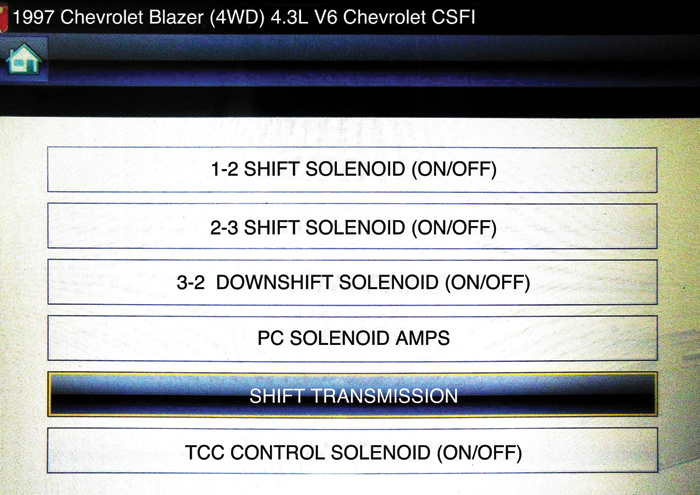 1997 Chevrolet Blazer (4WD) 4.3L V6 Chevrolet CSFI
1-2 SHIFT SOLENOID (ON/OFF)
2-3 SHIFT SOLENOID (ON/OFF)
3-2 DOWNSHIFT SOLENOID (ON/OFF)
PC SOLENOID AMPS
SHIFT TRANSMISSION
TCC CONTROL SOLENOID (ON/OFF)